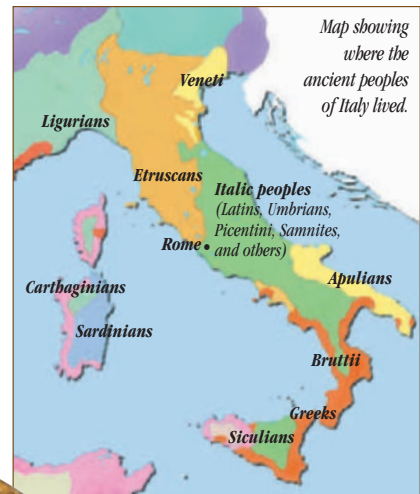 Map showing
where the
ancient peoples
of Italy lived.
Veneti
Ligurians
Etruscans
Italic peoples
(Latins, Umbrians,
Picentini, Samnites,
and others)
Rome
Apulians
Carthaginians
Sardinians
Bruttii
Greeks
Siculians